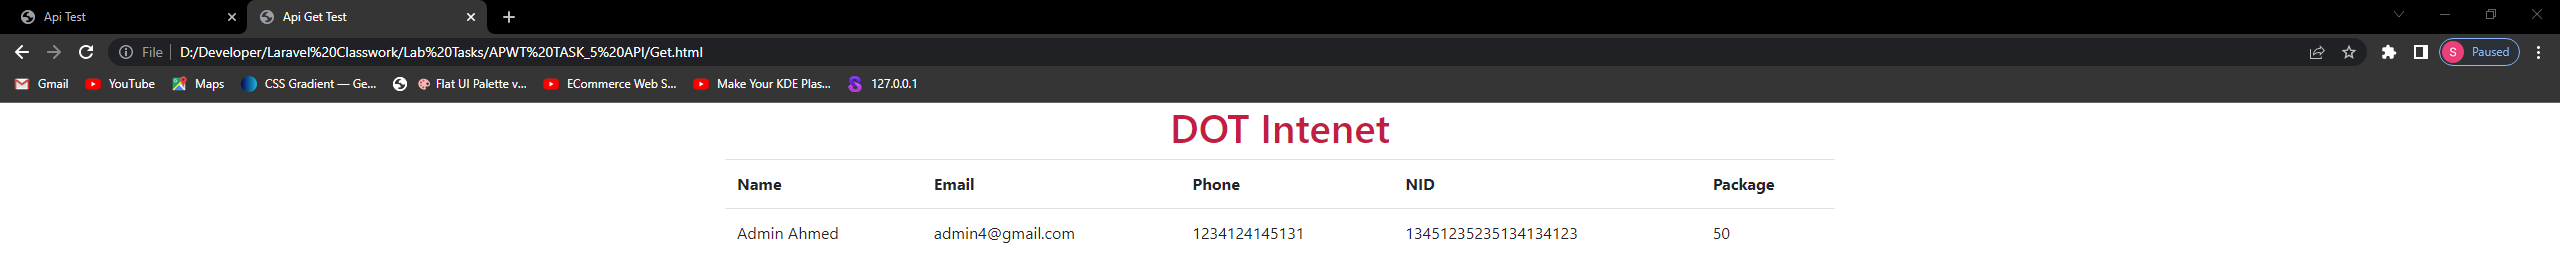 Api Test Api Get Test
File D:/Developer/Laravel%20Classwork/Lab%20Tasks/APWT%20TASK_5%20API/Get.html S Paused
Gmail YouTube Maps CSS Gradient — Ge... Flat UI Palette v... ECommerce Web S... Make Your KDE Plas... 127.0.0.1
DOT Intenet
Name Email Phone NID Package
Admin Ahmed admin4@gmail.com 1234124145131 13451235235134134123 50